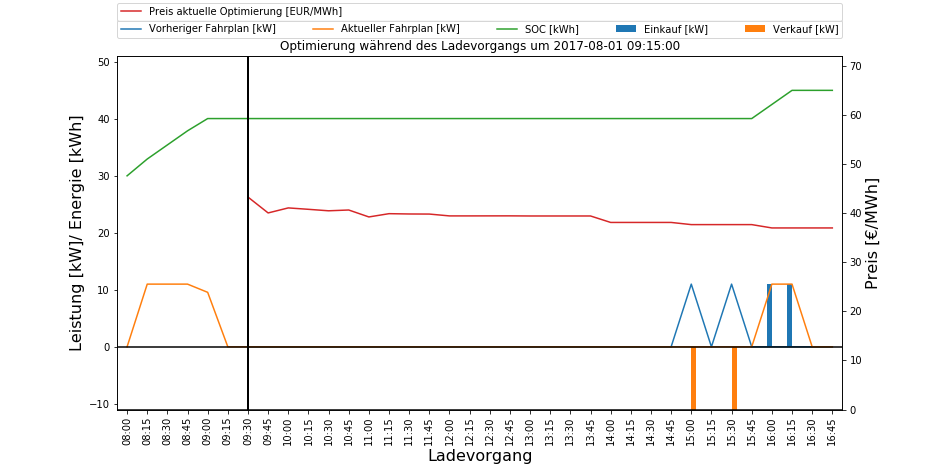 Preis aktuelle Optimierung [EUR/MWh]
Vorheriger Fahrplan [kW] Aktueller Fahrplan [kW] SOC [kWh] Einkauf [kW] Verkauf [kW]
Optimierung während des Ladevorgangs um 2017-08-01 09:15:00
Leistung [kW]/ Energie [kWh]
50
40
30
20
10
0
−10
70
60
50
40
30
20
10
0
Preis [€/MWh]
08:00 08:15 08:30 08:45 09:00 09:15 09:30 09:45 10:00 10:15 10:30 10:45 11:00 11:15 11:30 11:45 12:00 12:15 12:30 12:45 13:00 13:15 13:30 13:45 14:00 14:15 14:30 14:45 15:00 15:15 15:30 15:45 16:00 16:15 16:30 16:45
Ladevorgang